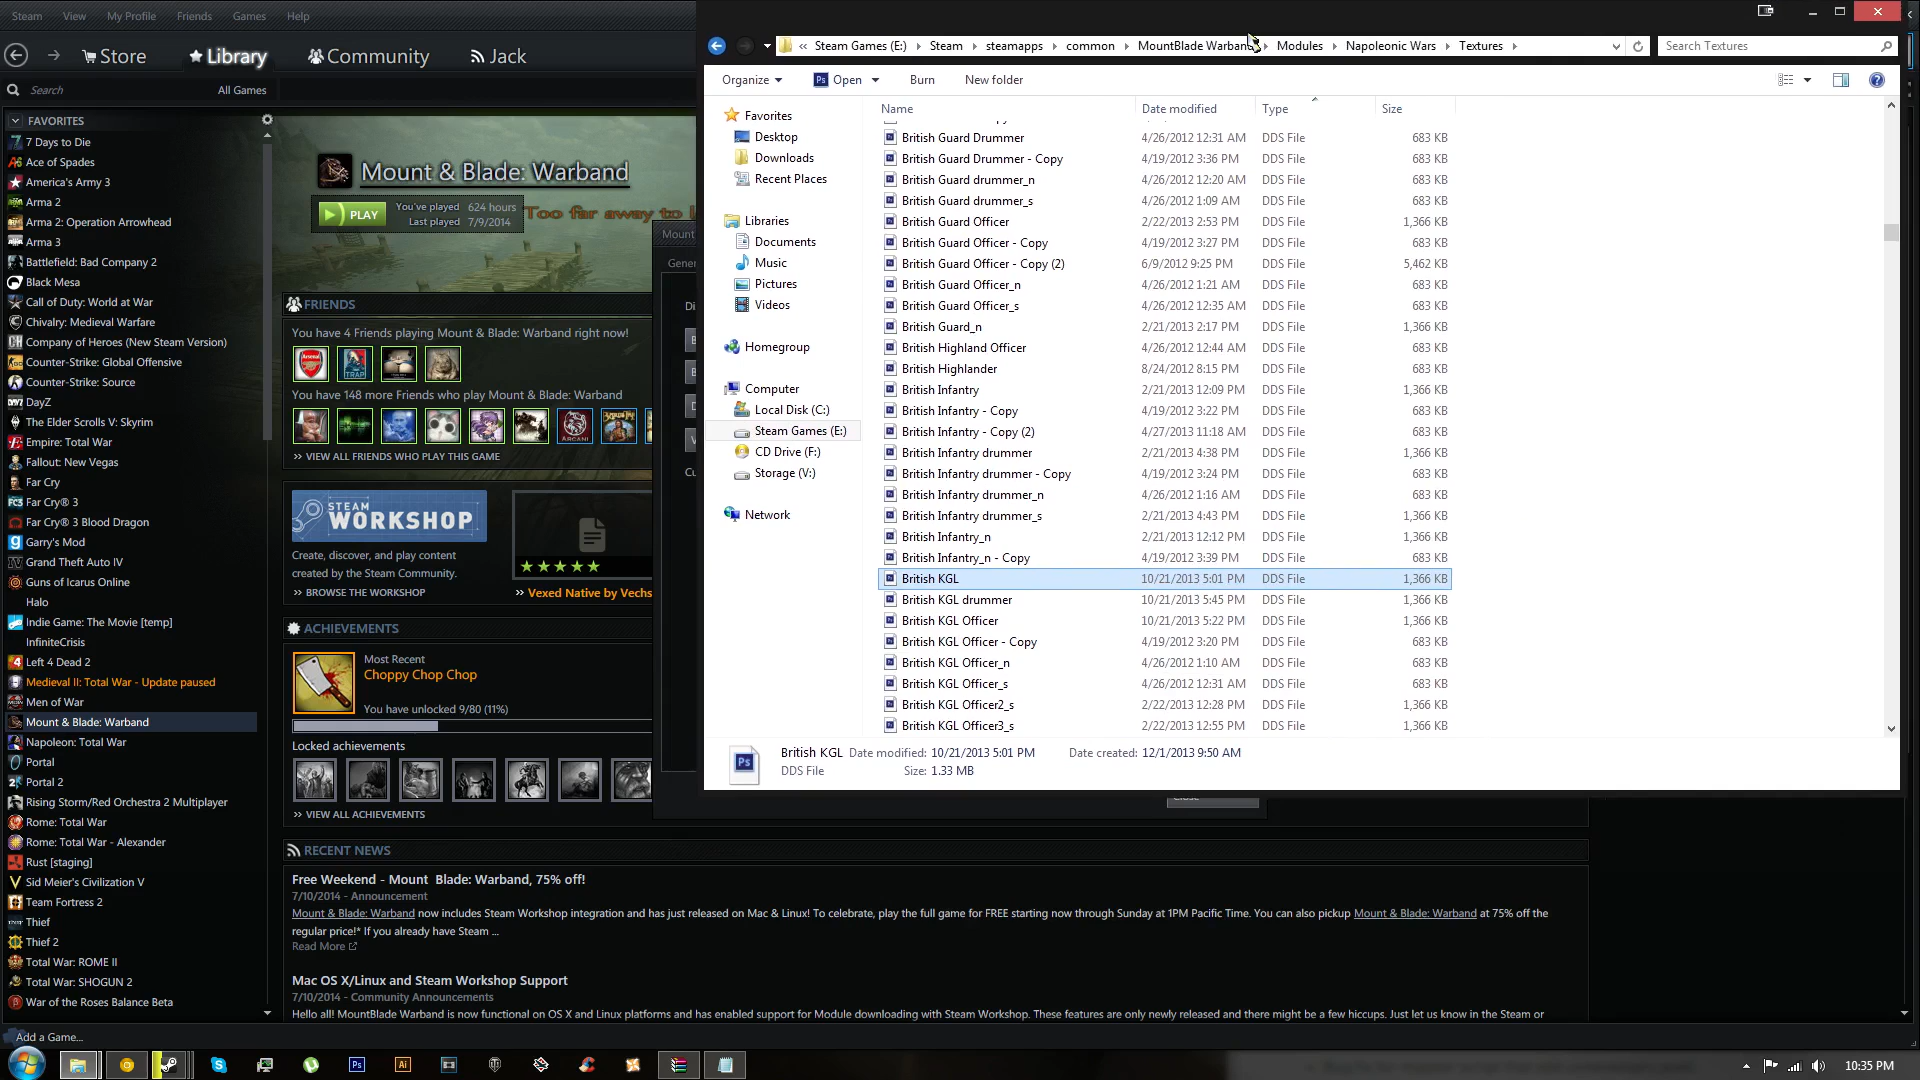 Steam View My Profile Friends Games Help
Store Library Community Jack
Search All Games
FAVORITES
7 Days to Die
Ace of Spades
America's Army 3
Arma 2
Arma 2: Operation Arrowhead
Arma 3
Battlefield: Bad Company 2
Black Mesa
Call of Duty: World at War
Chivalry: Medieval Warfare
Company of Heroes (New Steam Version)
Counter-Strike: Global Offensive
Counter-Strike: Source
DayZ
The Elder Scrolls V: Skyrim
Empire: Total War
Fallout: New Vegas
Far Cry
Far Cry® 3
Far Cry® 3 Blood Dragon
Garry's Mod
Grand Theft Auto IV
Guns of Icarus Online
Halo
Indie Game: The Movie [temp]
InfiniteCrisis
Left 4 Dead 2
Medieval II: Total War - Update paused
Men of War
Mount & Blade: Warband
Napoleon: Total War
Portal
Portal 2
Rising Storm/Red Orchestra 2 Multiplayer
Rome: Total War
Rome: Total War - Alexander
Rust [staging]
Sid Meier's Civilization V
Team Fortress 2
Thief
Thief 2
Total War: ROME II
Total War: SHOGUN 2
War of the Roses Balance Beta
Add a Game...
Mount & Blade: Warband
PLAY
You've played 624 hours
Last played 7/9/2014
Too far away to l
FRIENDS
You have 4 Friends playing Mount & Blade: Warband right now!
You have 148 more Friends who play Mount & Blade: Warband
» VIEW ALL FRIENDS WHO PLAY THIS GAME
STEAM
WORKSHOP
Create, discover, and play content
created by the Steam Community.
» BROWSE THE WORKSHOP
» Vexed Native by Vechs
ACHIEVEMENTS
Most Recent
Choppy Chop Chop
You have unlocked 9/80 (11%)
Locked achievements
» VIEW ALL ACHIEVEMENTS
RECENT NEWS
Free Weekend - Mount Blade: Warband, 75% off!
7/10/2014 - Announcement
Mount & Blade: Warband now includes Steam Workshop integration and has just released on Mac & Linux! To celebrate, play the full game for FREE starting now through Sunday at 1PM Pacific Time. You can also pickup Mount & Blade: Warband at 75% off the
regular price!* If you already have Steam ...
Read More
Mac OS X/Linux and Steam Workshop Support
7/10/2014 - Community Announcements
Hello all! MountBlade Warband is now functional on OS X and Linux platforms and has enabled support for Module downloading with Steam Workshop. These features are only newly released and there might be a few hiccups. Just let us know in the Steam or
Mount
Gener
« Steam Games (E:) Steam steamapps common MountBlade Warband Modules Napoleonic Wars Textures
Search Textures
Organize Open Burn New folder
Favorites
Desktop
Downloads
Recent Places
Libraries
Documents
Music
Pictures
Videos
Homegroup
Computer
Local Disk (C:)
Steam Games (E:)
CD Drive (F:)
Storage (V:)
Network
Name Date modified Type Size
British Guard Drummer 4/26/2012 12:31 AM DDS File 683 KB
British Guard Drummer - Copy 4/19/2012 3:36 PM DDS File 683 KB
British Guard drummer_n 4/26/2012 12:20 AM DDS File 683 KB
British Guard drummer_s 4/26/2012 1:09 AM DDS File 683 KB
British Guard Officer 2/22/2013 2:53 PM DDS File 1,366 KB
British Guard Officer - Copy 4/19/2012 3:27 PM DDS File 683 KB
British Guard Officer - Copy (2) 6/9/2012 9:25 PM DDS File 5,462 KB
British Guard Officer_n 4/26/2012 1:21 AM DDS File 683 KB
British Guard Officer_s 4/26/2012 12:35 AM DDS File 683 KB
British Guard_n 2/21/2013 2:17 PM DDS File 1,366 KB
British Highland Officer 4/26/2012 12:44 AM DDS File 683 KB
British Highlander 8/24/2012 8:15 PM DDS File 683 KB
British Infantry 2/21/2013 12:09 PM DDS File 1,366 KB
British Infantry - Copy 4/19/2012 3:22 PM DDS File 683 KB
British Infantry - Copy (2) 4/27/2013 11:18 AM DDS File 683 KB
British Infantry drummer 2/21/2013 4:38 PM DDS File 1,366 KB
British Infantry drummer - Copy 4/19/2012 3:24 PM DDS File 683 KB
British Infantry drummer_n 4/26/2012 1:16 AM DDS File 683 KB
British Infantry drummer_s 2/21/2013 4:43 PM DDS File 1,366 KB
British Infantry_n 2/21/2013 12:12 PM DDS File 1,366 KB
British Infantry_n - Copy 4/19/2012 3:39 PM DDS File 683 KB
British KGL 10/21/2013 5:01 PM DDS File 1,366 KB
British KGL drummer 10/21/2013 5:45 PM DDS File 1,366 KB
British KGL Officer 10/21/2013 5:22 PM DDS File 1,366 KB
British KGL Officer - Copy 4/19/2012 3:20 PM DDS File 683 KB
British KGL Officer_n 4/26/2012 1:10 AM DDS File 683 KB
British KGL Officer_s 4/26/2012 12:31 AM DDS File 683 KB
British KGL Officer2_s 2/22/2013 12:28 PM DDS File 1,366 KB
British KGL Officer3_s 2/22/2013 12:55 PM DDS File 1,366 KB
British KGL Date modified: 10/21/2013 5:01 PM Date created: 12/1/2013 9:50 AM
DDS File Size: 1.33 MB
10:35 PM